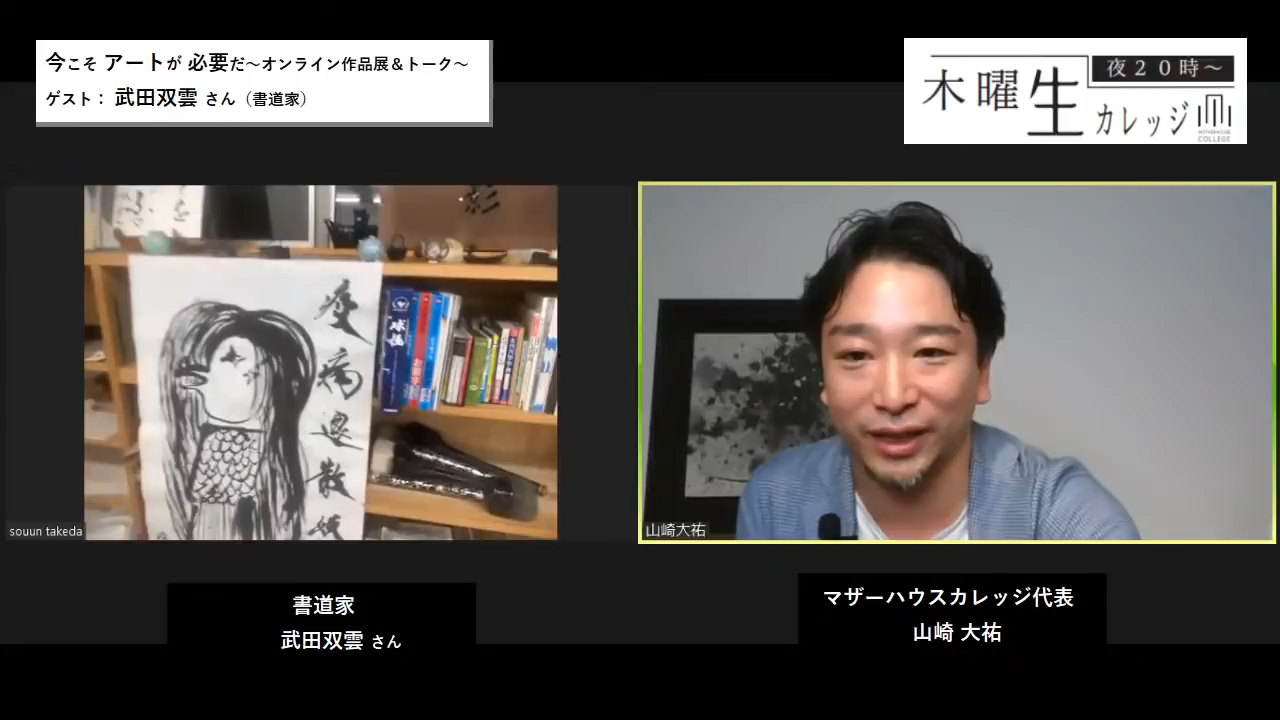 今こそ アートが 必要だ～オンライン作品展＆トーク～
ゲスト： 武田双雲 さん（書道家）
木曜生カレッジ
夜２０時～
MOTHERHOUSE
COLLEGE
疫病退散
souun takeda
山崎大祐
書道家
武田双雲 さん
マザーハウスカレッジ代表
山崎 大祐